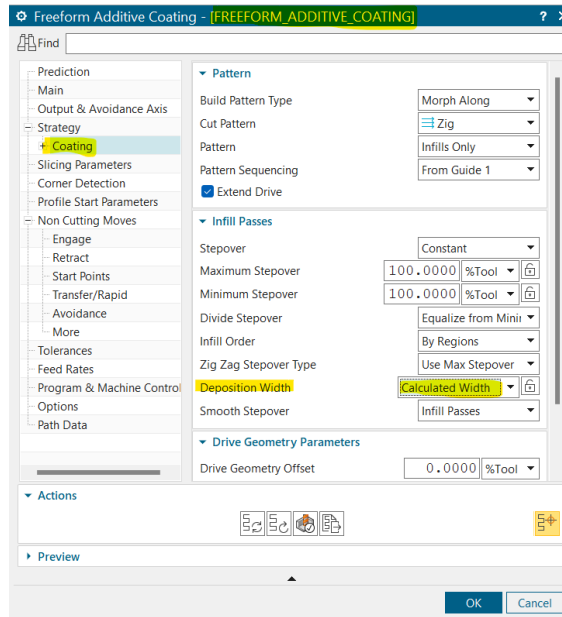 Freeform Additive Coating - [FREEFORM_ADDITIVE_COATING] ?
Find
Prediction
Main
Output & Avoidance Axis
Strategy
Coating
Slicing Parameters
Corner Detection
Profile Start Parameters
Non Cutting Moves
Engage
Retract
Start Points
Transfer/Rapid
Avoidance
More
Tolerances
Feed Rates
Program & Machine Control
Options
Path Data
Pattern
Build Pattern Type Morph Along
Cut Pattern Zig
Pattern Infills Only
Pattern Sequencing From Guide 1
Extend Drive
Infill Passes
Stepover Constant
Maximum Stepover 100.0000 %Tool
Minimum Stepover 100.0000 %Tool
Divide Stepover Equalize from Minir
Infill Order By Regions
Zig Zag Stepover Type Use Max Stepover
Deposition Width Calculated Width
Smooth Stepover Infill Passes
Drive Geometry Parameters
Drive Geometry Offset 0.0000 %Tool
Actions
Preview
OK Cancel